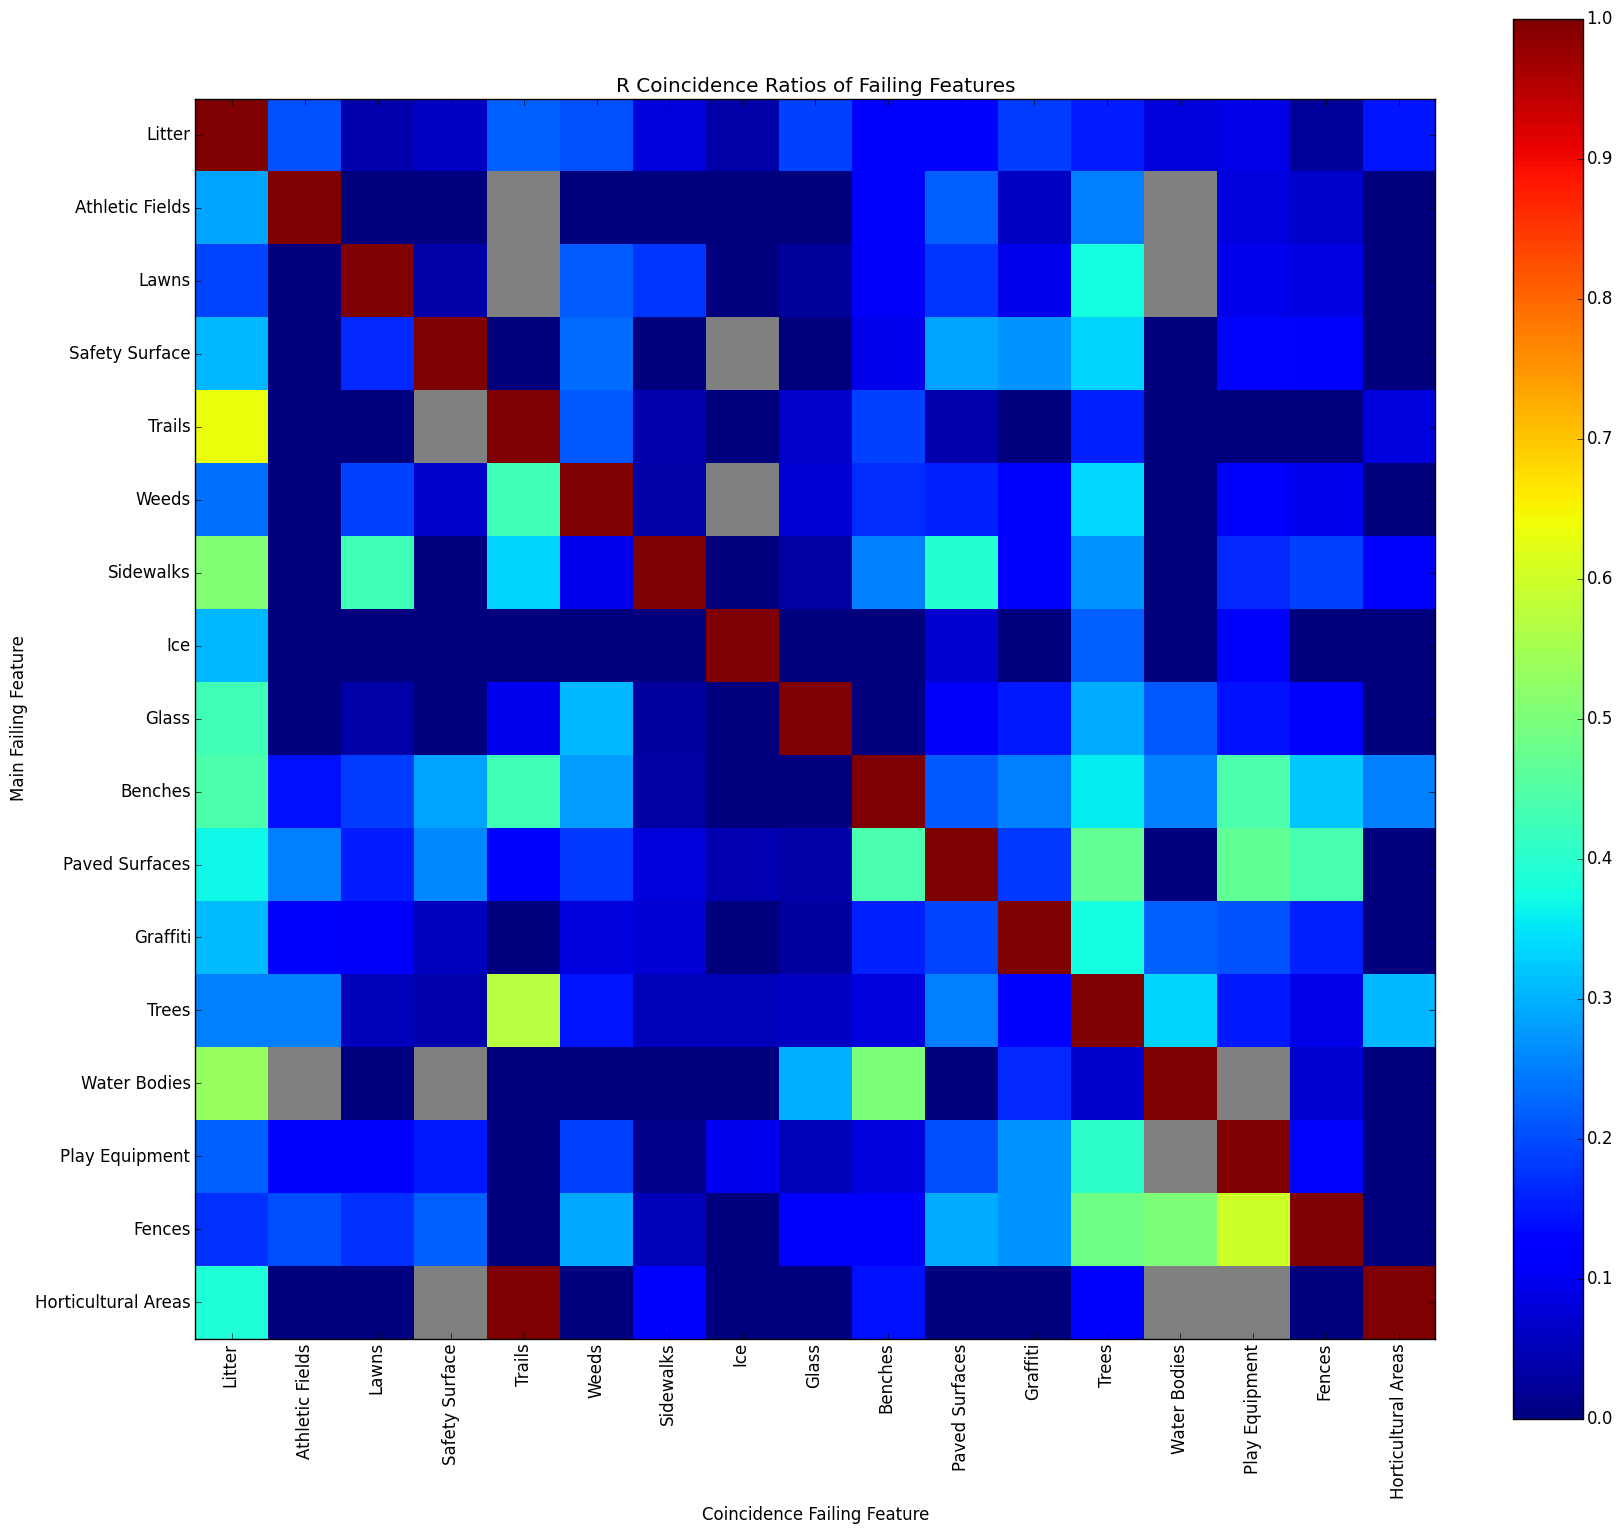 R Coincidence Ratios of Failing Features
Main Failing Feature
Litter
Athletic Fields
Lawns
Safety Surface
Trails
Weeds
Sidewalks
Ice
Glass
Benches
Paved Surfaces
Graffiti
Trees
Water Bodies
Play Equipment
Fences
Horticultural Areas
Litter
Athletic Fields
Lawns
Safety Surface
Trails
Weeds
Sidewalks
Ice
Glass
Benches
Paved Surfaces
Graffiti
Trees
Water Bodies
Play Equipment
Fences
Horticultural Areas
Coincidence Failing Feature
1.0
0.9
0.8
0.7
0.6
0.5
0.4
0.3
0.2
0.1
0.0